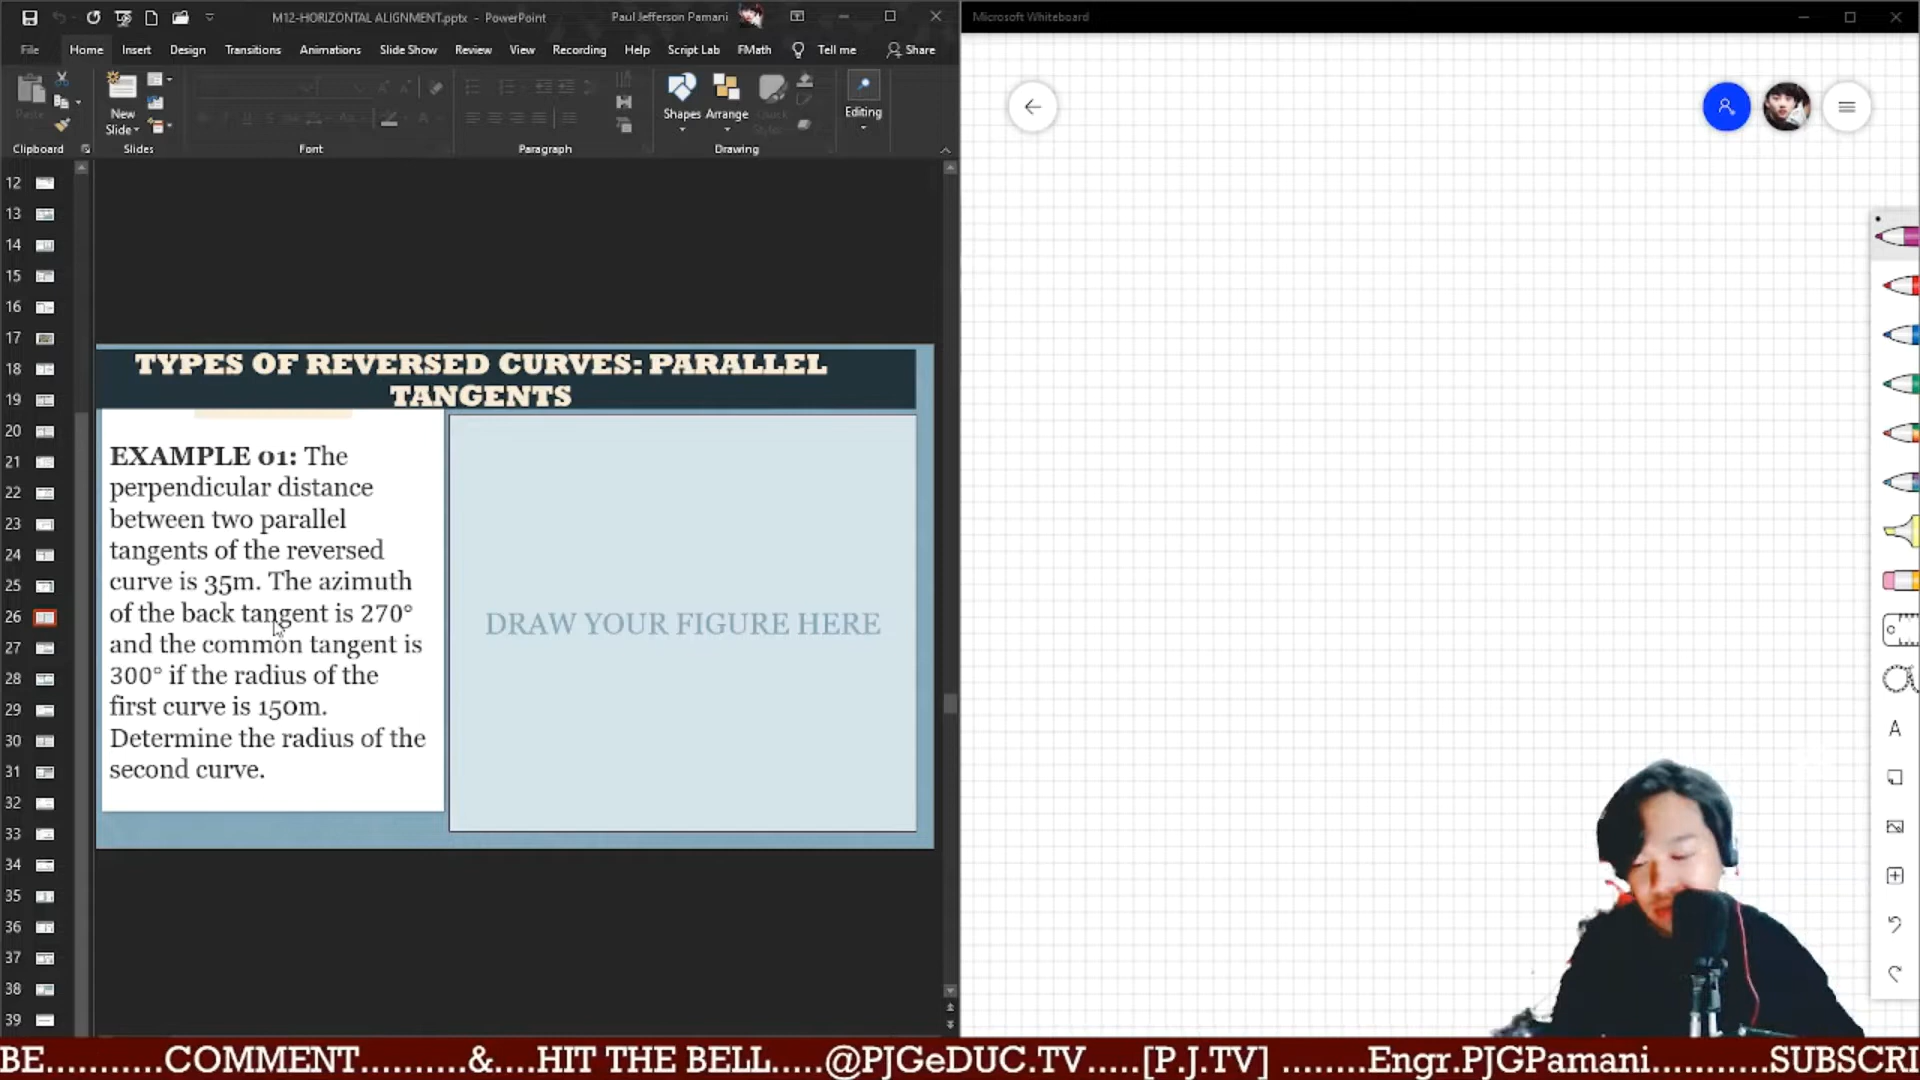 M12-HORIZONTAL ALIGNMENT.pptx - PowerPoint
Paul Jefferson Pamani
Microsoft Whiteboard
File Home Insert Design Transitions Animations Slide Show Review View Recording Help Script Lab FMath Tell me Share
Paste
New
Slide
Shapes
Arrange
Quick
Styles
Editing
Clipboard Slides Font Paragraph Drawing
12
13
14
15
16
17
18
19
20
21
22
23
24
25
26
27
28
29
30
31
32
33
34
35
36
37
38
39
TYPES OF REVERSED CURVES: PARALLEL
TANGENTS
EXAMPLE 01: The
perpendicular distance
between two parallel
tangents of the reversed
curve is 35m. The azimuth
of the back tangent is 270°
and the common tangent is
300° if the radius of the
first curve is 150m.
Determine the radius of the
second curve.
DRAW YOUR FIGURE HERE
BE..........COMMENT..........&....HIT THE BELL.....@PJGeDUC.TV.....[P.J.TV] ........Engr.PJGPamani...........SUBSCRI